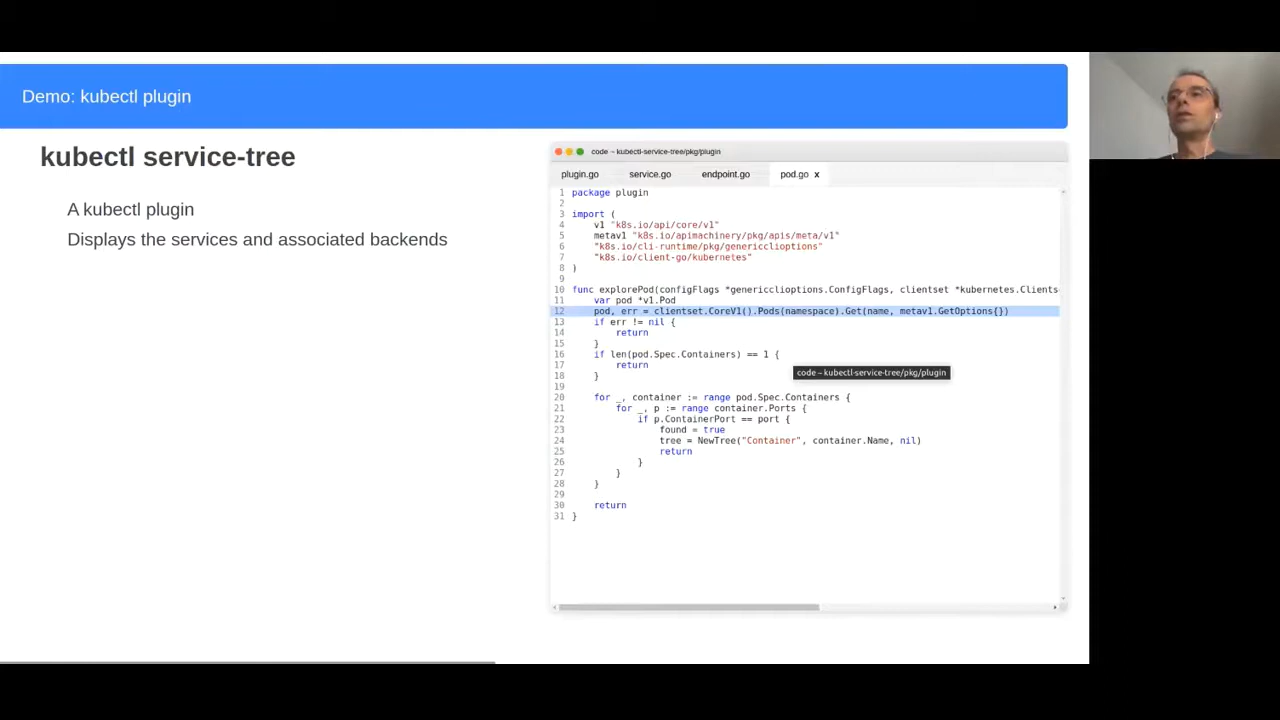 Demo: kubectl plugin
kubectl service-tree
A kubectl plugin
Displays the services and associated backends
code – kubectl-service-tree/pkg/plugin
plugin.go service.go endpoint.go pod.go x
1 package plugin
2
3 import (
4 v1 "k8s.io/api/core/v1"
5 metav1 "k8s.io/apimachinery/pkg/apis/meta/v1"
6 "k8s.io/cli-runtime/pkg/genericclioptions"
7 "k8s.io/client-go/kubernetes"
8 )
9
10 func explorePod(configFlags *genericclioptions.ConfigFlags, clientset *kubernetes.Clients
11 var pod *v1.Pod
12 pod, err = clientset.CoreV1().Pods(namespace).Get(name, metav1.GetOptions{})
13 if err != nil {
14 return
15 }
16 if len(pod.Spec.Containers) == 1 {
17 return
18 }
19
20 for _, container := range pod.Spec.Containers {
21 for _, p := range container.Ports {
22 if p.ContainerPort == port {
23 found = true
24 tree = NewTree("Container", container.Name, nil)
25 return
26 }
27 }
28 }
29
30 return
31 }
code – kubectl-service-tree/pkg/plugin